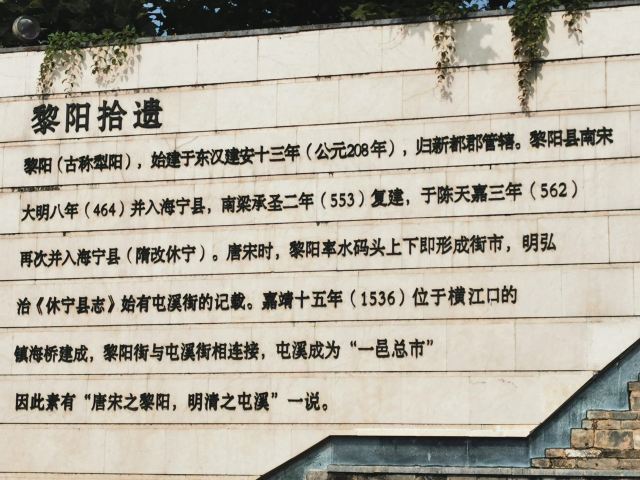 黎阳拾遗
黎阳（古称犁阳），始建于东汉建安十三年（公元208年），归新都郡管辖。黎阳县南宋
大明八年（464）并入海宁县，南梁承圣二年（553）复建，于陈天嘉三年（562）
再次并入海宁县（隋改休宁）。唐宋时，黎阳率水码头上下即形成街市，明弘
治《休宁县志》始有屯溪街的记载。嘉靖十五年（1536）位于横江口的
镇海桥建成，黎阳街与屯溪街相连接，屯溪成为“一邑总市”
因此素有“唐宋之黎阳，明清之屯溪”一说。